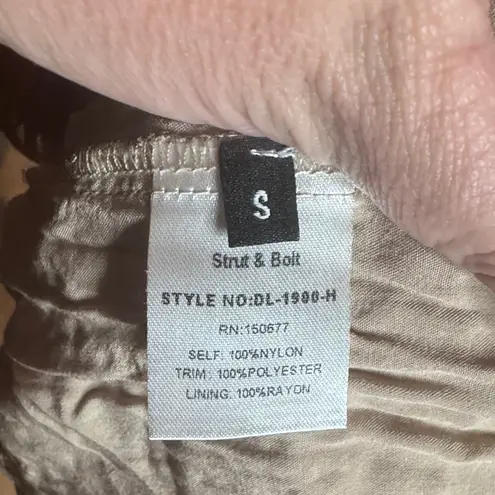 S
Strut & Bolt
STYLE NO:DL-1900-H
RN:150677
SELF: 100%NYLON
TRIM: 100%POLYESTER
LINING: 100%RAYON